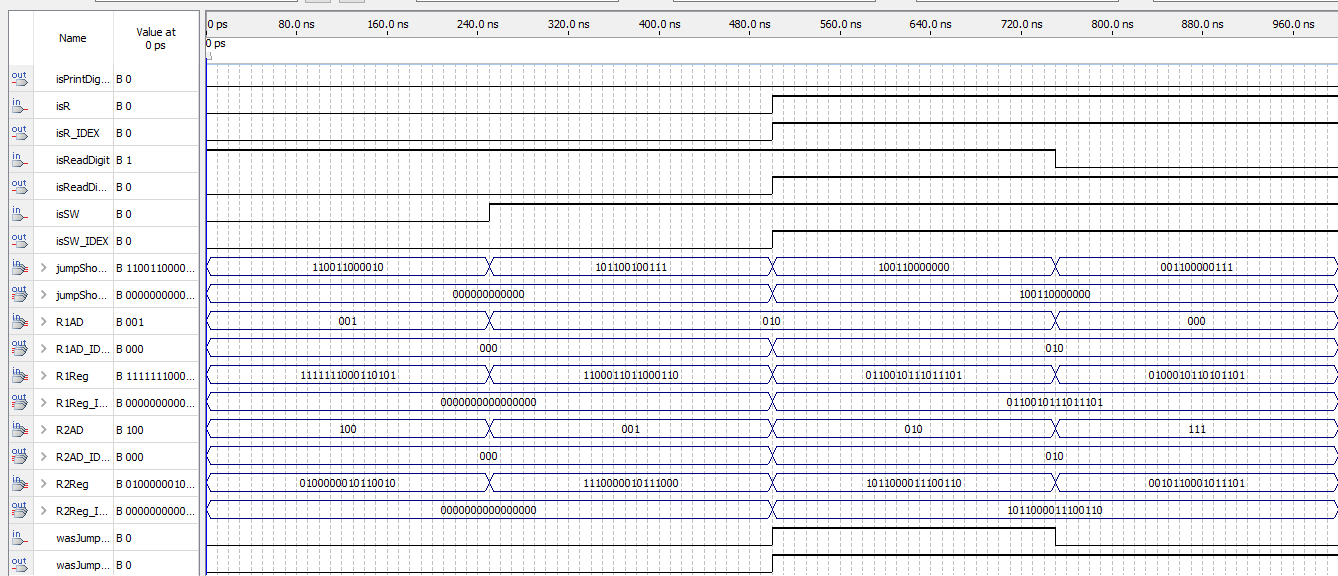 0 ps 80.0 ns 160.0 ns 240.0 ns 320.0 ns 400.0 ns 480.0 ns 560.0 ns 640.0 ns 720.0 ns 800.0 ns 880.0 ns 960.0 ns
Name Value at 0 ps
0 ps
out isPrintDig... B 0
in isR B 0
out isR_IDEX B 0
in isReadDigit B 1
out isReadDi... B 0
in isSW B 0
out isSW_IDEX B 0
in > jumpSho... B 1100110000... 110011000010 101100100111 100110000000 001100000111
out > jumpSho... B 0000000000... 000000000000 100110000000
in > R1AD B 001 001 010 000
out > R1AD_ID... B 000 000 010
in > R1Reg B 1111111000... 1111111000110101 1100011011000110 0110010111011101 0100010110101101
out > R1Reg_I... B 0000000000... 0000000000000000 0110010111011101
in > R2AD B 100 100 001 010 111
out > R2AD_ID... B 000 000 010
in > R2Reg B 0100000010... 0100000010110010 1110000010111000 1011000011100110 0010110001011101
out > R2Reg_I... B 0000000000... 0000000000000000 1011000011100110
in wasJump... B 0
out wasJump... B 0